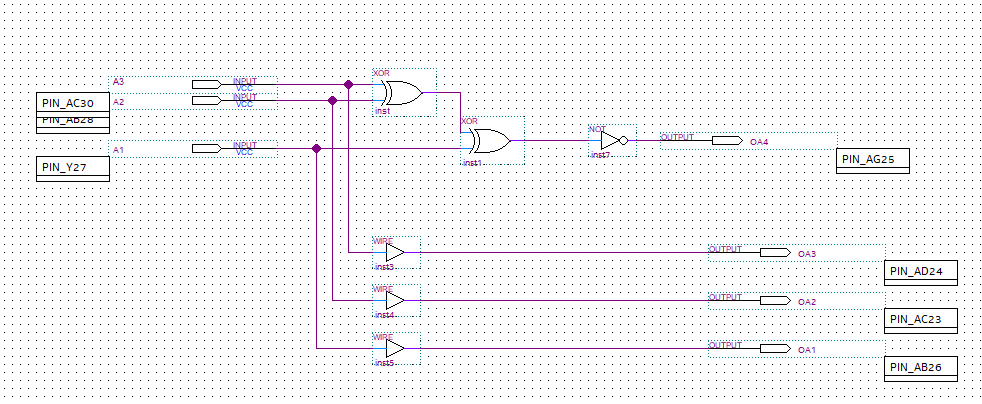 XOR
A3 INPUT
VCC
PIN_AC30 A2 INPUT
VCC
inst
PIN_AB28
XOR
NOT
OUTPUT OA4
A1 INPUT
VCC
inst1
inst7
PIN_AG25
PIN_Y27
WIRE
OUTPUT OA3
inst3
PIN_AD24
WIRE
OUTPUT OA2
inst4
PIN_AC23
WIRE
OUTPUT OA1
inst5
PIN_AB26